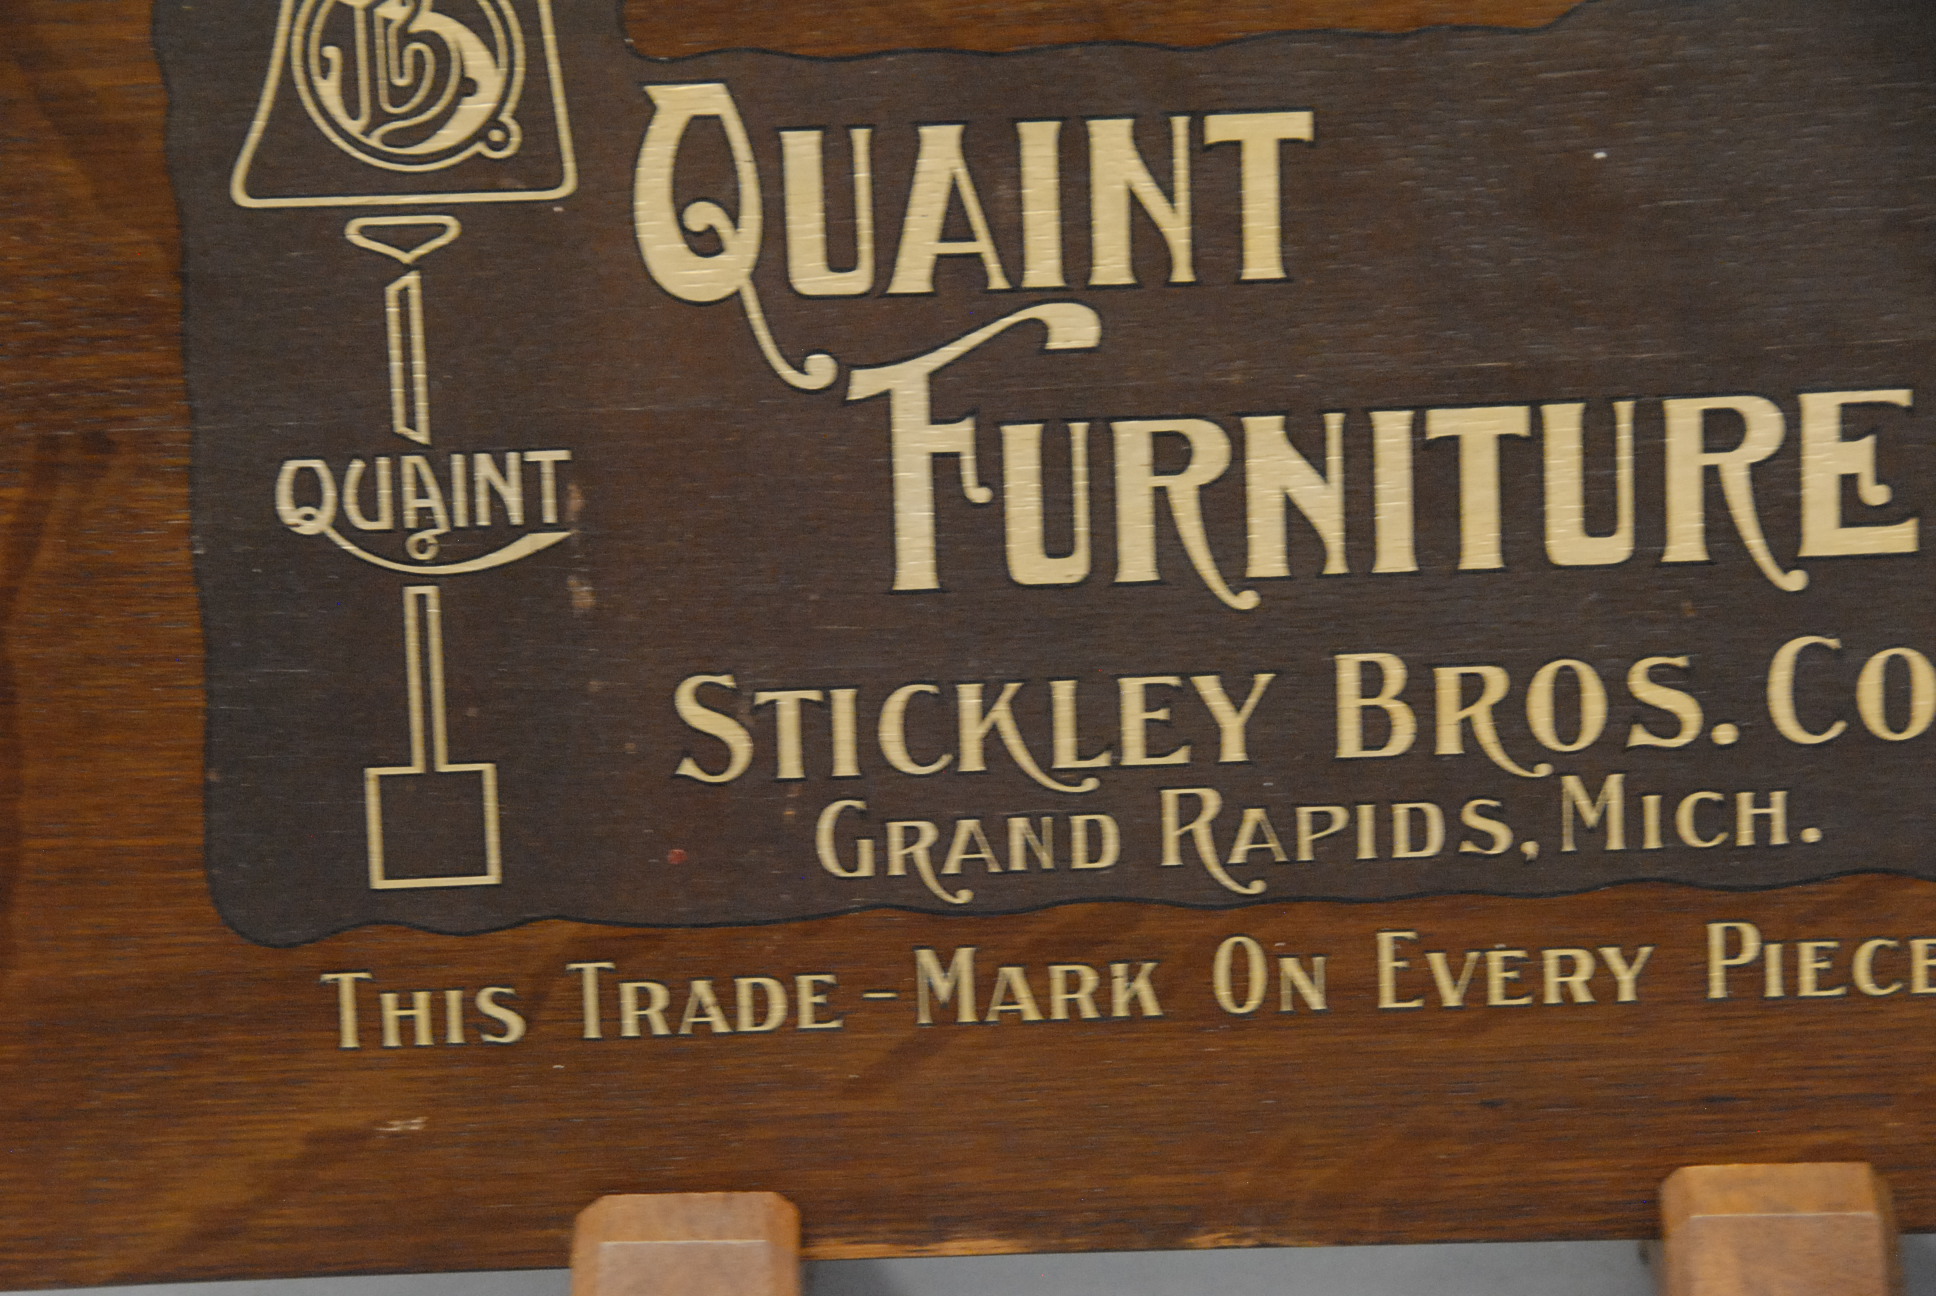 QUAINT
FURNITURE
QUAINT
STICKLEY BROS. CO
GRAND RAPIDS, MICH.
THIS TRADE-MARK ON EVERY PIECE